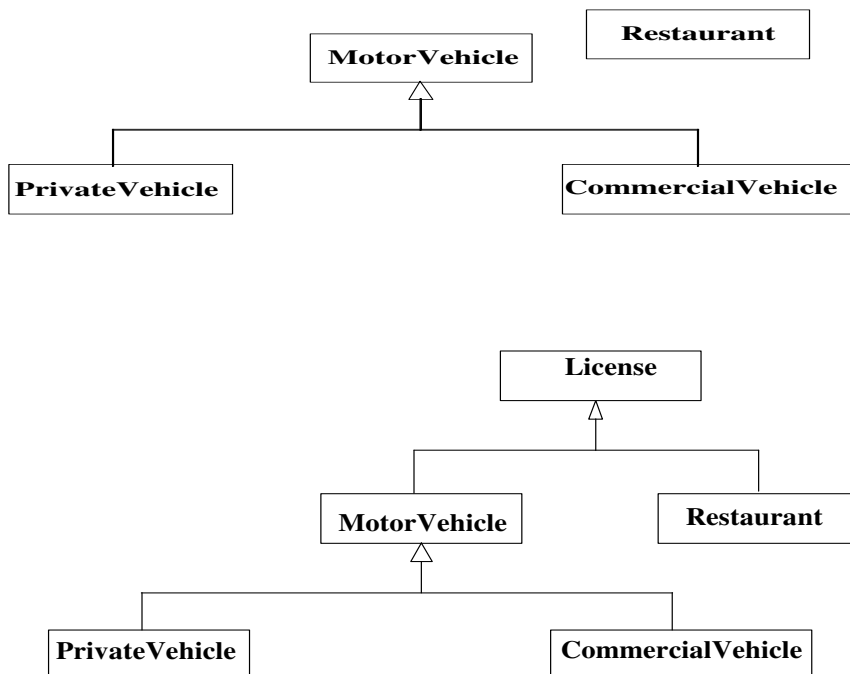 Restaurant
MotorVehicle
PrivateVehicle
CommercialVehicle
License
MotorVehicle
Restaurant
PrivateVehicle
CommercialVehicle